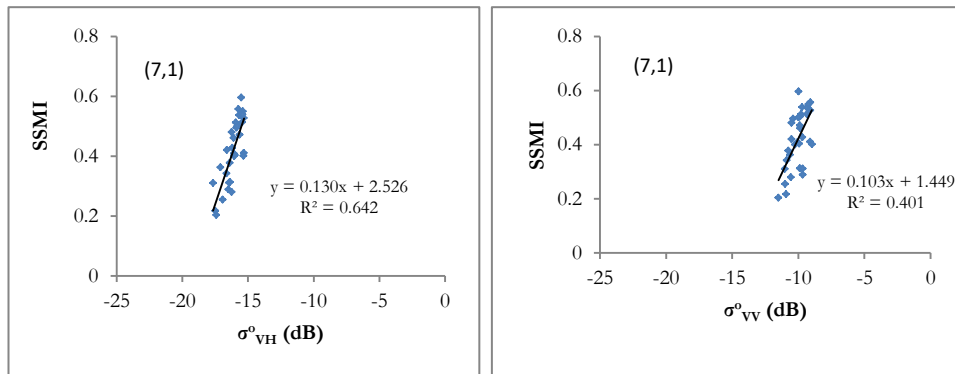 0.8
(7,1)
0.6
SSMI
0.4
y = 0.130x + 2.526
R² = 0.642
0.2
0
-25 -20 -15 -10 -5 0
σ°VH (dB)
0.8
(7,1)
0.6
SSMI
0.4
y = 0.103x + 1.449
R² = 0.401
0.2
0
-25 -20 -15 -10 -5 0
σ°VV (dB)